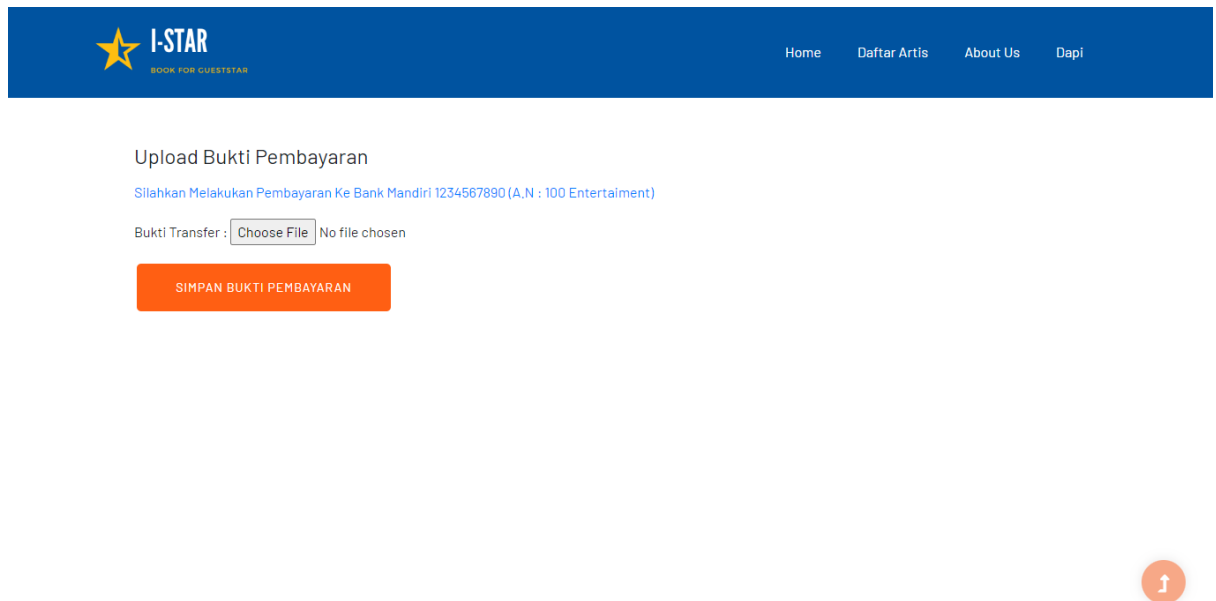 I-STAR
BOOK FOR GUESTSTAR
Home Daftar Artis About Us Dapi
Upload Bukti Pembayaran
Silahkan Melakukan Pembayaran Ke Bank Mandiri 1234567890 (A.N : 100 Entertaiment)
Bukti Transfer : Choose File No file chosen
SIMPAN BUKTI PEMBAYARAN